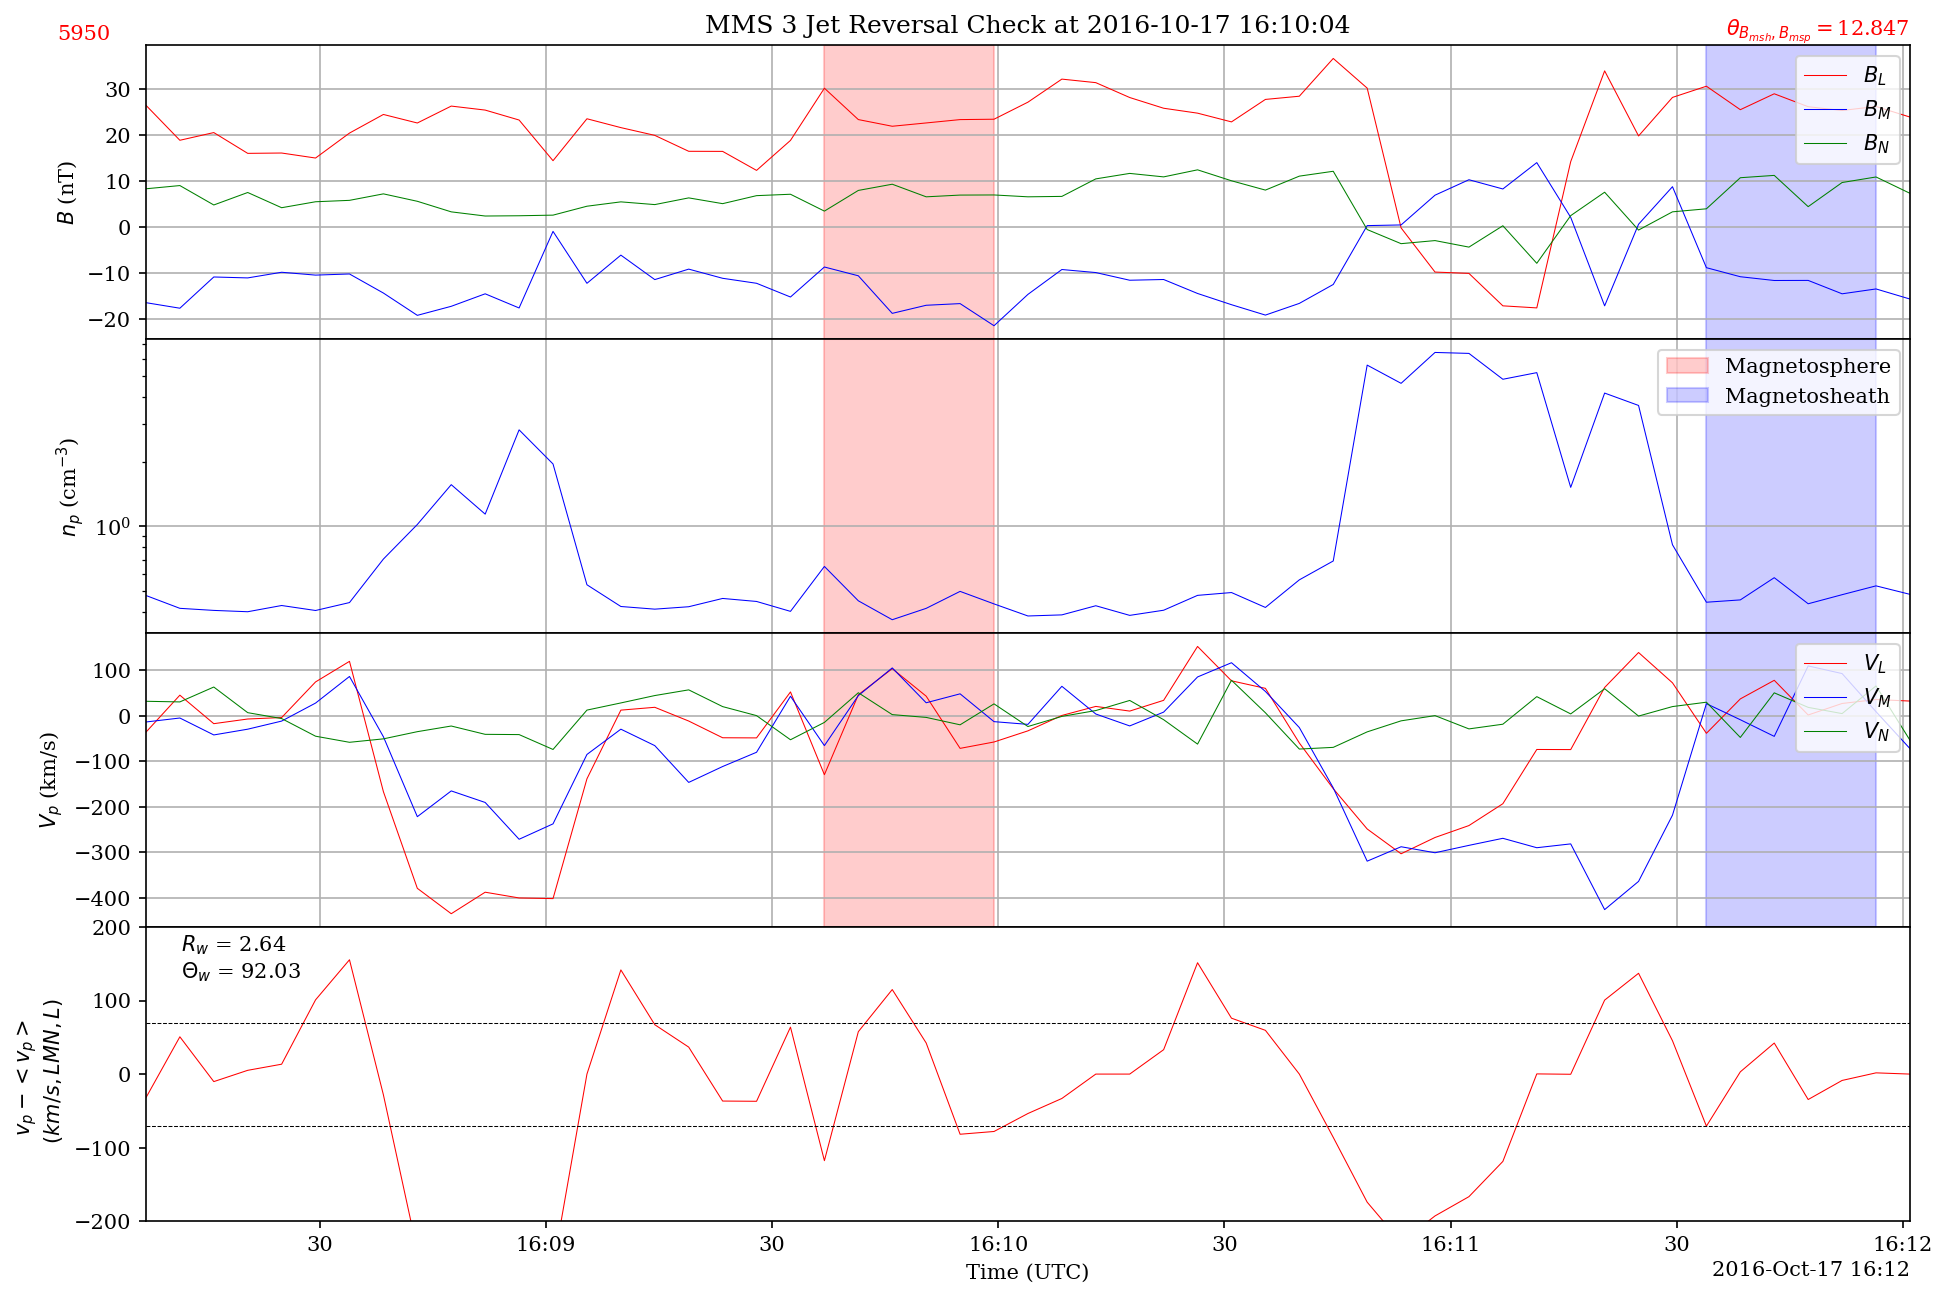 5950
MMS 3 Jet Reversal Check at 2016-10-17 16:10:04
θ_{B_{msh}, B_{msp}} = 12.847
B (nT)
30
20
10
0
−10
−20
B_L
B_M
B_N
n_p (cm^{−3})
10^0
Magnetosphere
Magnetosheath
V_p (km/s)
100
0
−100
−200
−300
−400
V_L
V_M
V_N
v_p − < v_p >
(km/s, LMN, L)
200
100
0
−100
−200
R_w = 2.64
Θ_w = 92.03
30
16:09
30
16:10
30
16:11
30
16:12
Time (UTC)
2016-Oct-17 16:12